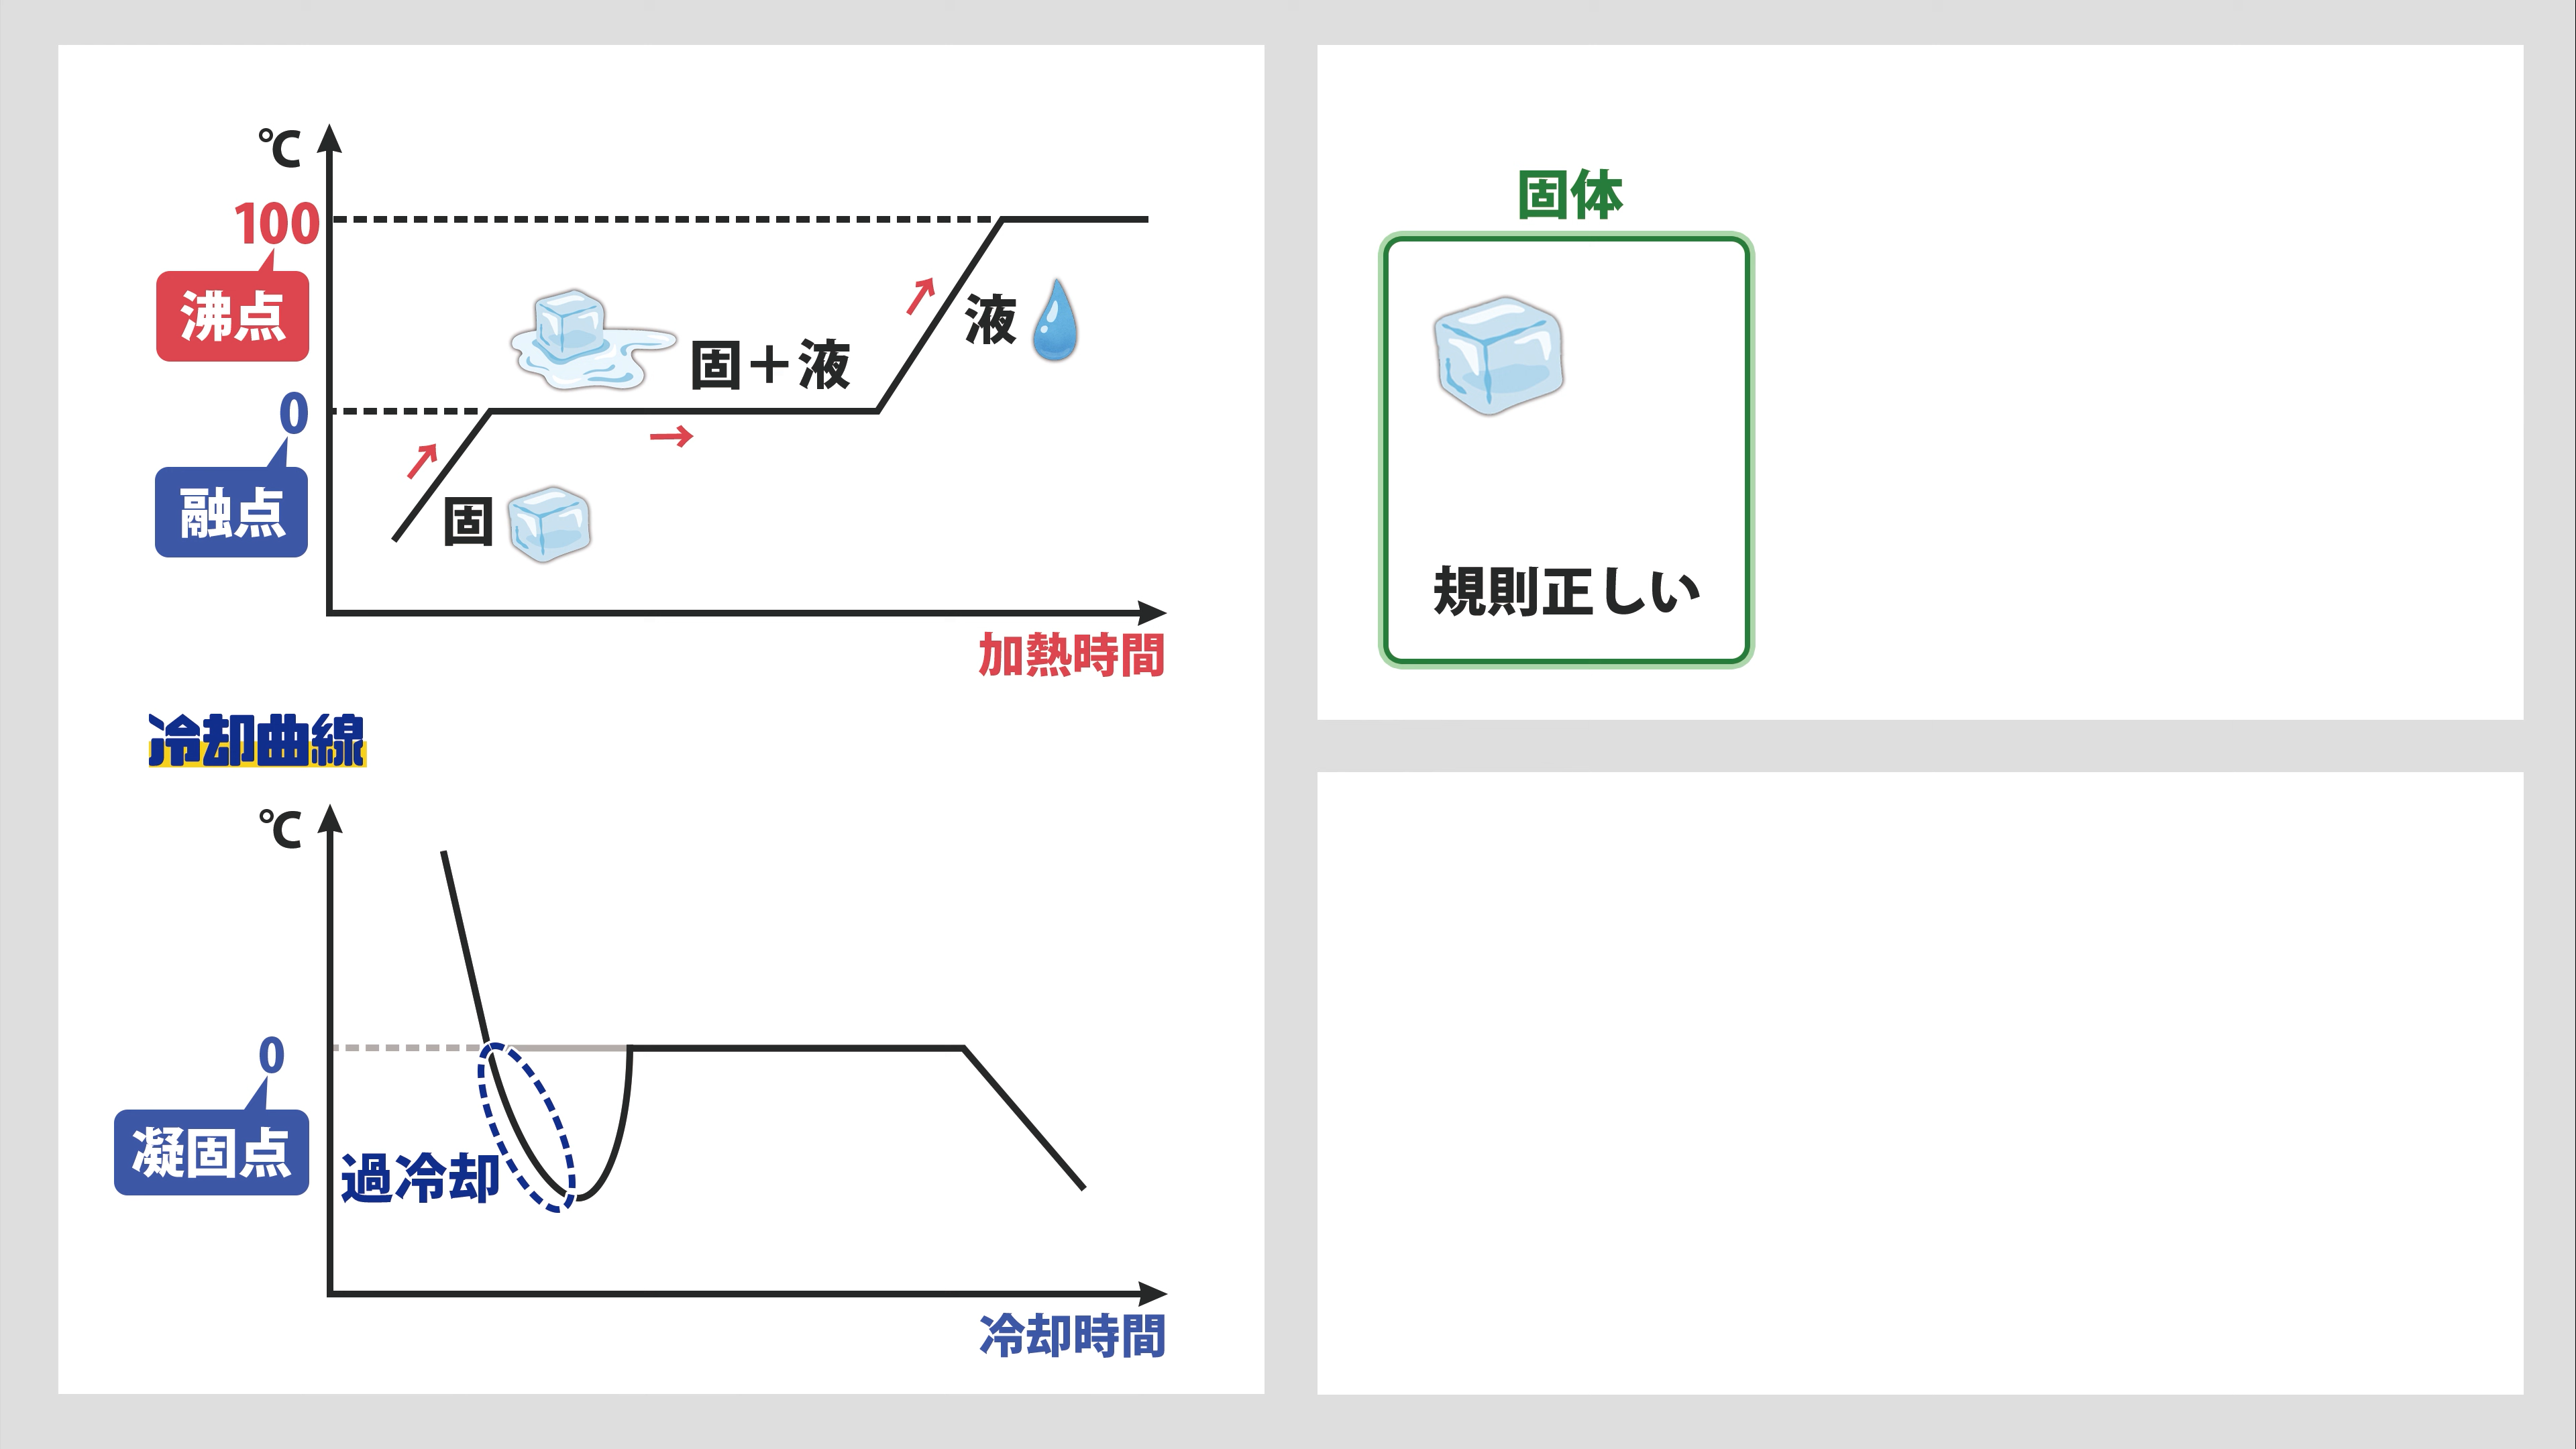 ℃
100
沸点
固+液
液
0
融点
固
加熱時間
冷却曲線
℃
0
凝固点
過冷却
冷却時間
固体
規則正しい